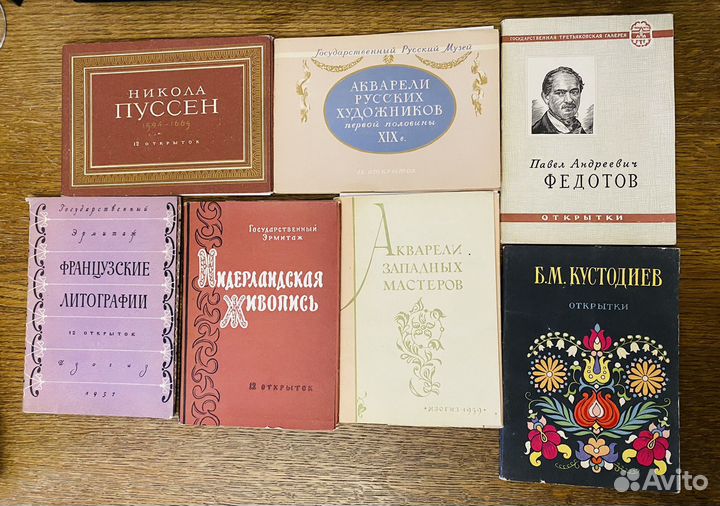 НИКОЛА
ПУССЕН
1594-1665
12 ОТКРЫТОК
Государственный Русский Музей
АКВАРЕЛИ
РУССКИХ
ХУДОЖНИКОВ
первой половины
XIX в.
12 ОТКРЫТОК
ГОСУДАРСТВЕННАЯ ТРЕТЬЯКОВСКАЯ ГАЛЕРЕЯ
Павел Андреевич
ФЕДОТОВ
ОТКРЫТКИ
Государственный
Эрмитаж
ФРАНЦУЗСКИЕ
ЛИТОГРАФИИ
12 ОТКРЫТОК
Изогиз
1957
Государственный
Эрмитаж
НИДЕРЛАНДСКАЯ
ЖИВОПИСЬ
12 ОТКРЫТОК
АКВАРЕЛИ
ЗАПАДНЫХ
МАСТЕРОВ
·ИЗОГИЗ·1959·
Б.М. КУСТОДИЕВ
ОТКРЫТКИ
Avito